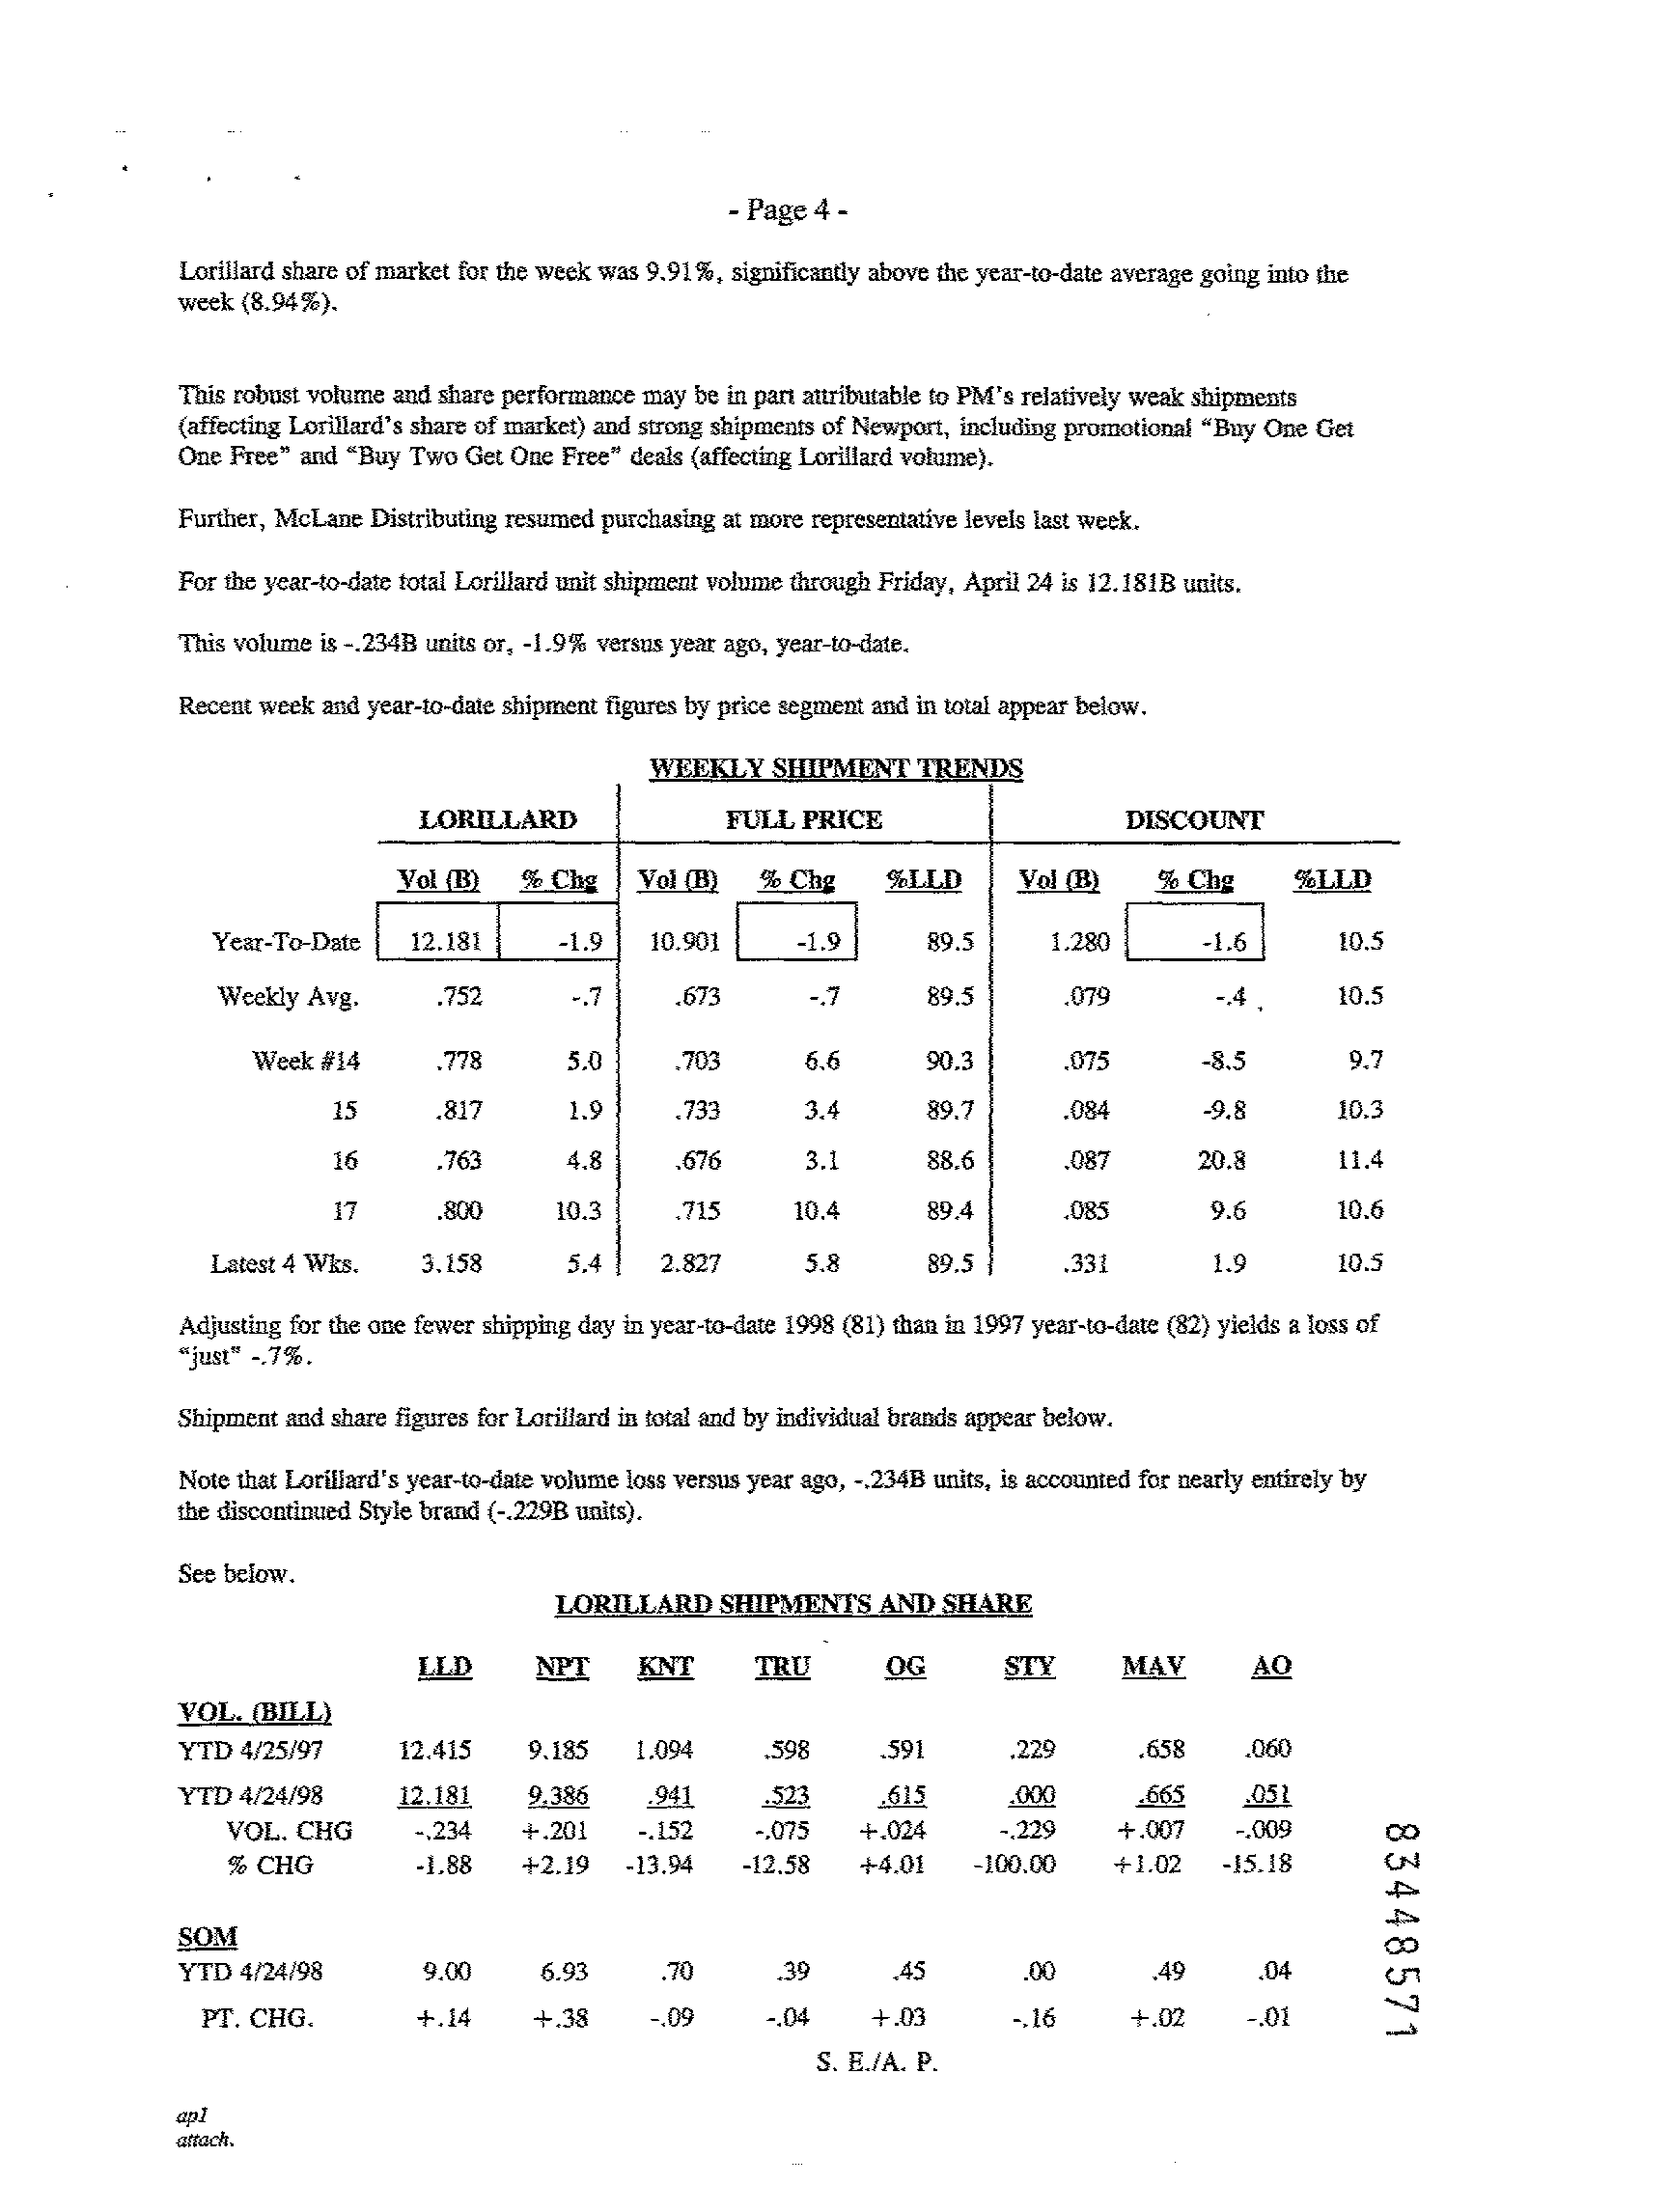 - Page 4 -
Lorillard share of market for the week was 9.91%, significantly above the year-to-date average going into the
week (8.94%).
This robust volume and share performance may be in part attributable to PM's relatively weak shipments
(affecting Lorillard's share of market) and strong shipments of Newport, including promotional "Buy One Get
One Free" and "Buy Two Get One Free" deals (affecting Lorillard volume).
Further, McLane Distributing resumed purchasing at more representative levels last week.
For the year-to-date total Lorillard unit shipment volume through Friday, April 24 is 12.181B units.
This volume is -.234B units or, -1.9% versus year ago, year-to-date.
Recent week and year-to-date shipment figures by price segment and in total appear below.
WEEKLY SHIPMENT TRENDS
LORILLARD FULL PRICE DISCOUNT
Vol (B) % Chg Vol (B) % Chg %LLD Vol (B) % Chg %LLD
Year-To-Date 12.181 -1.9 10.901 -1.9 89.5 1.280 -1.6 10.5
Weekly Avg. .752 -.7 .673 -.7 89.5 .079 -.4 10.5
Week #14 .778 5.0 .703 6.6 90.3 .075 -8.5 9.7
15 .817 1.9 .733 3.4 89.7 .084 -9.8 10.3
16 .763 4.8 .676 3.1 88.6 .087 20.8 11.4
17 .800 10.3 .715 10.4 89.4 .085 9.6 10.6
Latest 4 Wks. 3.158 5.4 2.827 5.8 89.5 .331 1.9 10.5
Adjusting for the one fewer shipping day in year-to-date 1998 (81) than in 1997 year-to-date (82) yields a loss of
"just" -.7%.
Shipment and share figures for Lorillard in total and by individual brands appear below.
Note that Lorillard's year-to-date volume loss versus year ago, -.234B units, is accounted for nearly entirely by
the discontinued Style brand (-.229B units).
See below.
LORILLARD SHIPMENTS AND SHARE
LLD NPT KNT TRU OG STY MAV AO
VOL. (BILL)
YTD 4/25/97 12.415 9.185 1.094 .598 .591 .229 .658 .060
YTD 4/24/98 12.181 9.386 .941 .523 .615 .000 .665 .051
VOL. CHG -.234 +.201 -.152 -.075 +.024 -.229 +.007 -.009
% CHG -1.88 +2.19 -13.94 -12.58 +4.01 -100.00 +1.02 -15.18
SOM
YTD 4/24/98 9.00 6.93 .70 .39 .45 .00 .49 .04
PT. CHG. +.14 +.38 -.09 -.04 +.03 -.16 +.02 -.01
S. E./A. P.
ap1
attach.
83448571